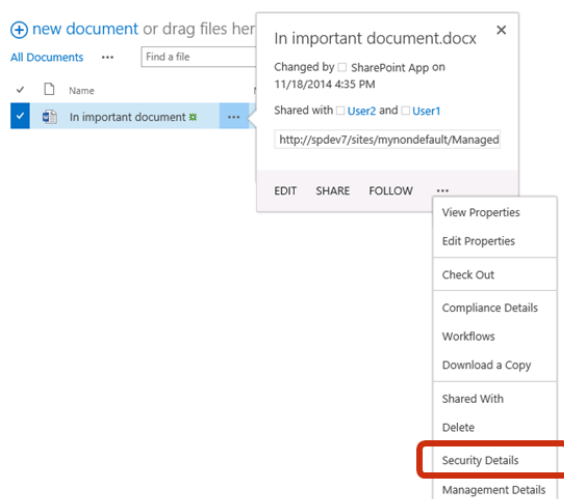 new document or drag files her
All Documents ...
Find a file
Name
In important document ...
In important document.docx
Changed by SharePoint App on
11/18/2014 4:35 PM
Shared with User2 and User1
http://spdev7/sites/mynondefault/Managed
EDIT SHARE FOLLOW ...
View Properties
Edit Properties
Check Out
Compliance Details
Workflows
Download a Copy
Shared With
Delete
Security Details
Management Details